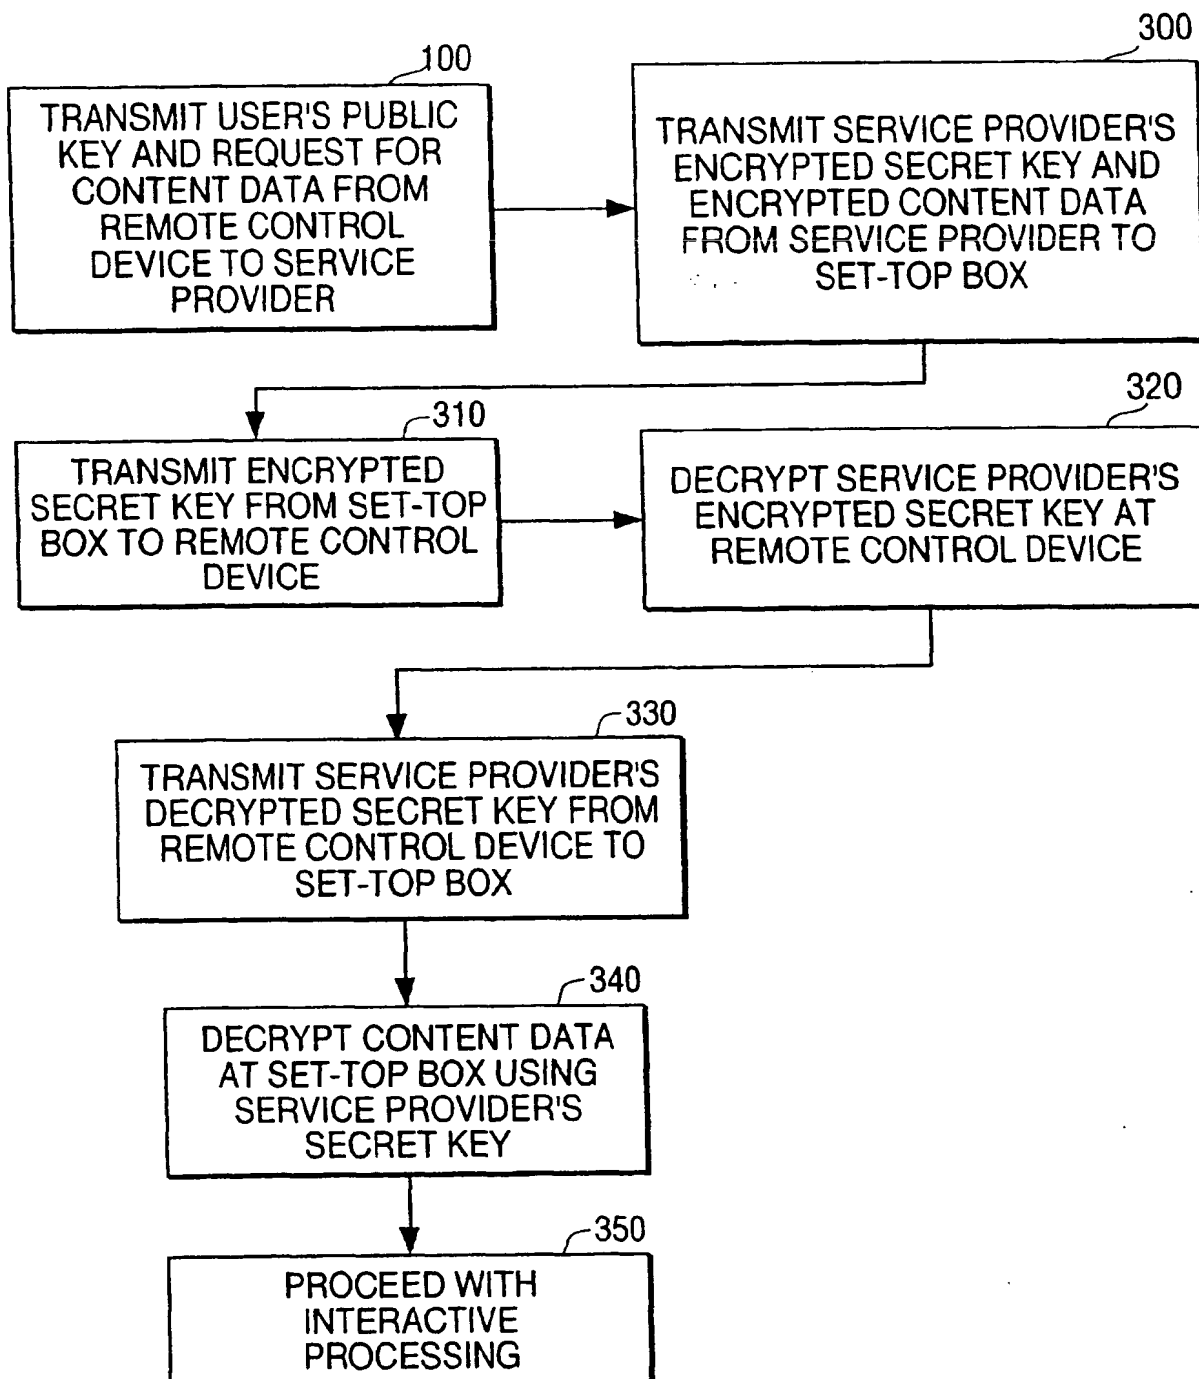 100
TRANSMIT USER'S PUBLIC
KEY AND REQUEST FOR
CONTENT DATA FROM
REMOTE CONTROL
DEVICE TO SERVICE
PROVIDER
300
TRANSMIT SERVICE PROVIDER'S
ENCRYPTED SECRET KEY AND
ENCRYPTED CONTENT DATA
FROM SERVICE PROVIDER TO
SET-TOP BOX
310
TRANSMIT ENCRYPTED
SECRET KEY FROM SET-TOP
BOX TO REMOTE CONTROL
DEVICE
320
DECRYPT SERVICE PROVIDER'S
ENCRYPTED SECRET KEY AT
REMOTE CONTROL DEVICE
330
TRANSMIT SERVICE PROVIDER'S
DECRYPTED SECRET KEY FROM
REMOTE CONTROL DEVICE TO
SET-TOP BOX
340
DECRYPT CONTENT DATA
AT SET-TOP BOX USING
SERVICE PROVIDER'S
SECRET KEY
350
PROCEED WITH
INTERACTIVE
PROCESSING